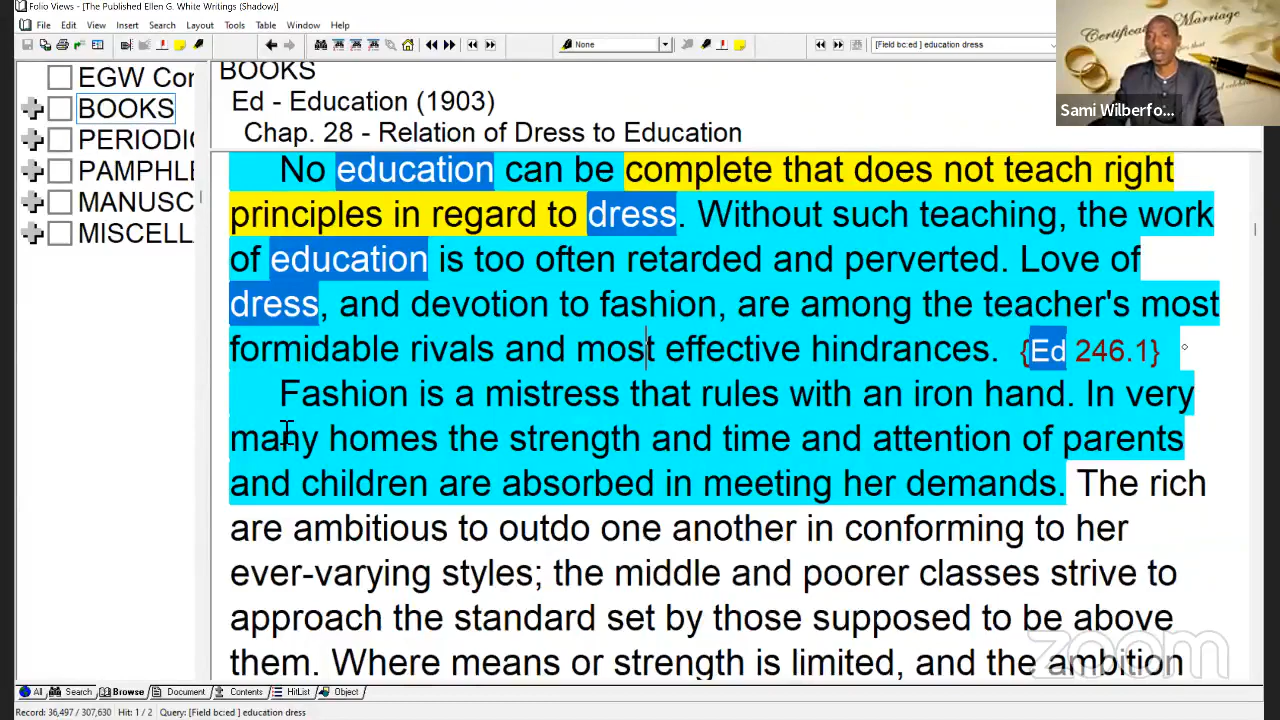 Folio Views - [The Published Ellen G. White Writings (Shadow)]
File Edit View Insert Search Layout Tools Table Window Help
None
[Field bc:ed ] education dress
EGW Cor
BOOKS
PERIODIC
PAMPHLE
MANUSC
MISCELL
BOOKS
Ed - Education (1903)
Chap. 28 - Relation of Dress to Education
Certific Marriage
Sami Wilberfo...
No education can be complete that does not teach right
principles in regard to dress. Without such teaching, the work
of education is too often retarded and perverted. Love of
dress, and devotion to fashion, are among the teacher's most
formidable rivals and most effective hindrances. {Ed 246.1}
Fashion is a mistress that rules with an iron hand. In very
many homes the strength and time and attention of parents
and children are absorbed in meeting her demands. The rich
are ambitious to outdo one another in conforming to her
ever-varying styles; the middle and poorer classes strive to
approach the standard set by those supposed to be above
them. Where means or strength is limited, and the ambition
zoom
All Search Browse Document Contents HitList Object
Record: 36,497 / 307,630 Hit: 1 / 2 Query: [Field bc:ed ] education dress